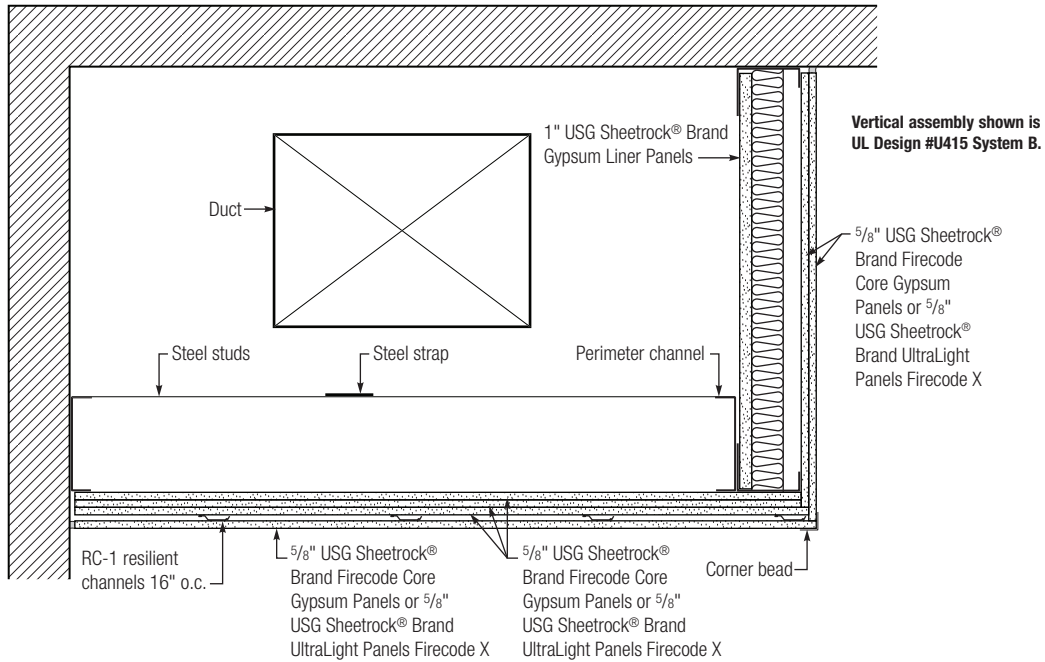 1" USG Sheetrock® Brand
Gypsum Liner Panels
Vertical assembly shown is
UL Design #U415 System B.
Duct
5/8" USG Sheetrock®
Brand Firecode
Core Gypsum
Panels or 5/8"
USG Sheetrock®
Brand UltraLight
Panels Firecode X
Steel studs
Steel strap
Perimeter channel
RC-1 resilient
channels 16" o.c.
5/8" USG Sheetrock®
Brand Firecode Core
Gypsum Panels or 5/8"
USG Sheetrock® Brand
UltraLight Panels Firecode X
5/8" USG Sheetrock®
Brand Firecode Core
Gypsum Panels or 5/8"
USG Sheetrock® Brand
UltraLight Panels Firecode X
Corner bead